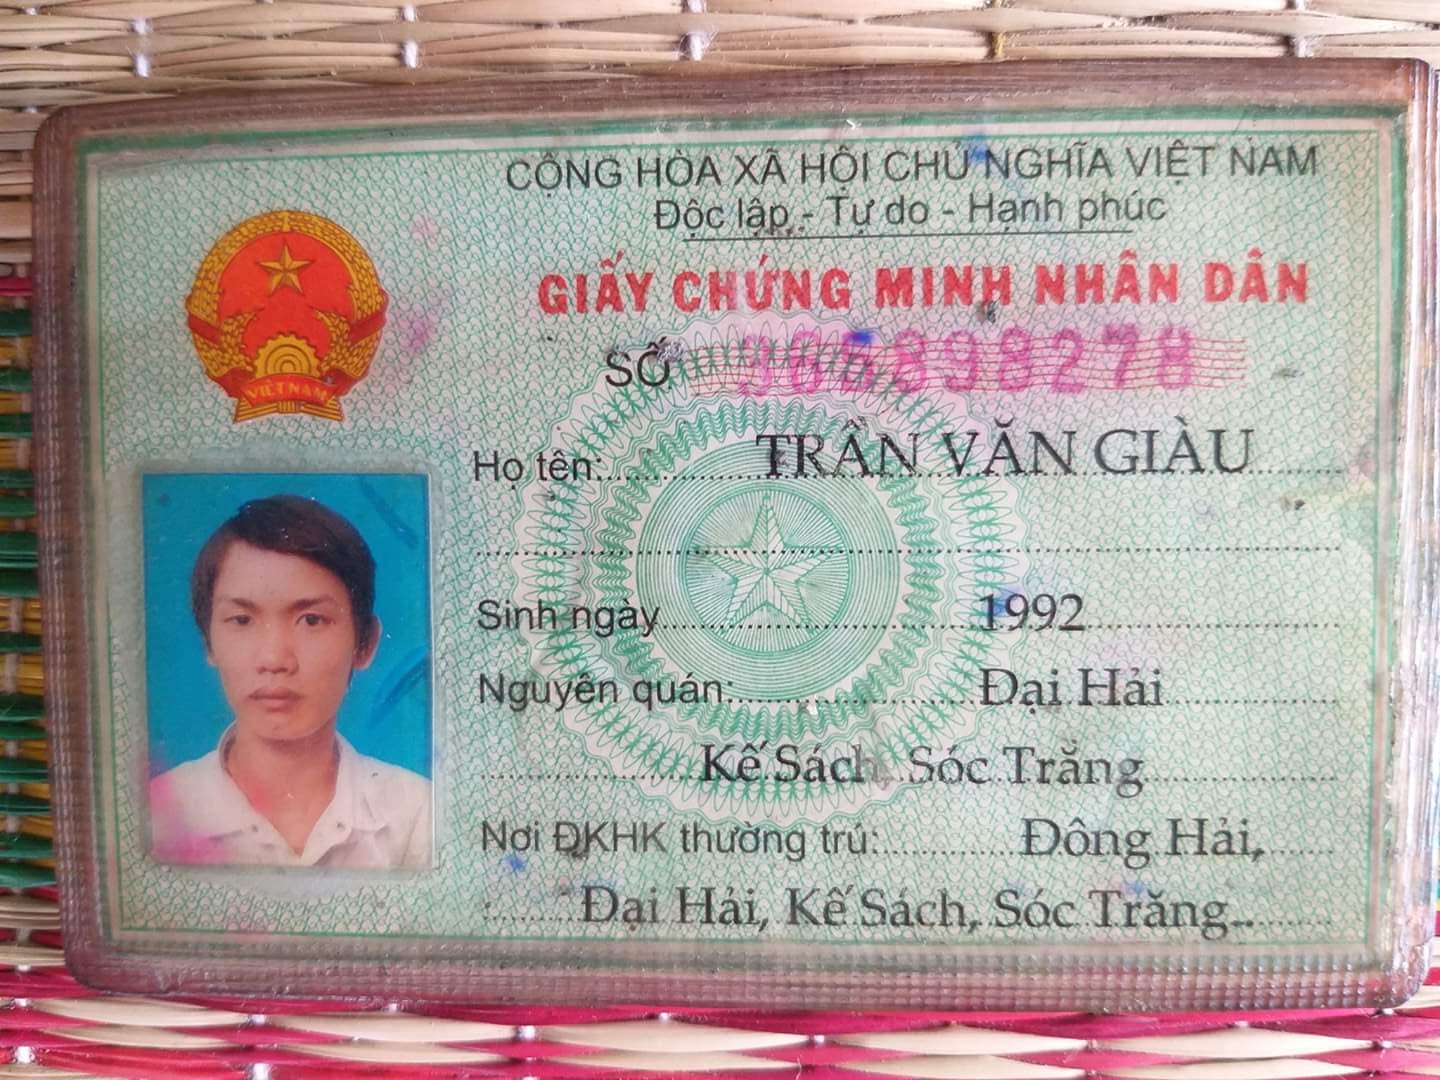 CỘNG HÒA XÃ HỘI CHỦ NGHĨA VIỆT NAM
Độc lập - Tự do - Hạnh phúc
GIẤY CHỨNG MINH NHÂN DÂN
SỐ
VIỆT NAM
Họ tên: TRẦN VĂN GIÀU
Sinh ngày 1992
Nguyên quán: Đại Hải
Kế Sách, Sóc Trăng
Nơi ĐKHK thường trú: Đông Hải,
Đại Hải, Kế Sách, Sóc Trăng